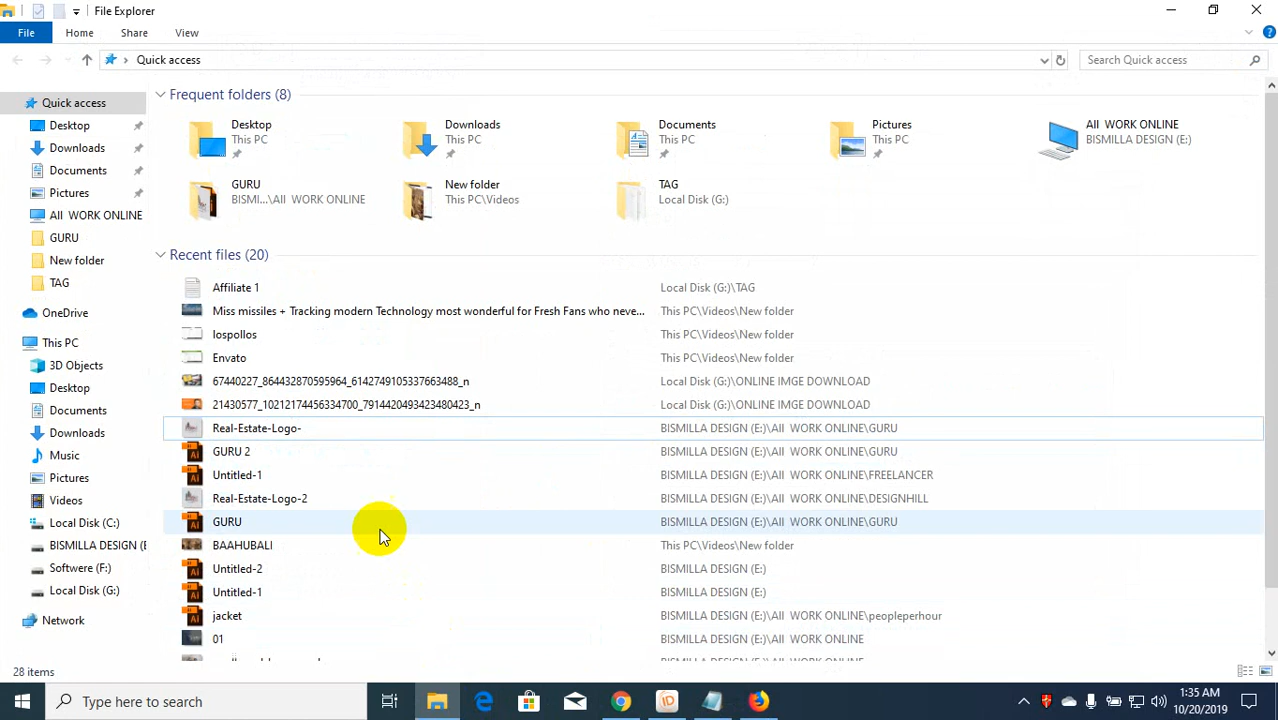 File Explorer
File Home Share View
Quick access
Search Quick access
Quick access
Desktop
Downloads
Documents
Pictures
All WORK ONLINE
GURU
New folder
TAG
OneDrive
This PC
3D Objects
Desktop
Documents
Downloads
Music
Pictures
Videos
Local Disk (C:)
BISMILLA DESIGN (E
Softwere (F:)
Local Disk (G:)
Network
Frequent folders (8)
Desktop
This PC
Downloads
This PC
Documents
This PC
Pictures
This PC
All WORK ONLINE
BISMILLA DESIGN (E:)
GURU
BISMI...\All WORK ONLINE
New folder
This PC\Videos
TAG
Local Disk (G:)
Recent files (20)
Affiliate 1 Local Disk (G:)\TAG
Miss missiles + Tracking modern Technology most wonderful for Fresh Fans who neve... This PC\Videos\New folder
lospollos This PC\Videos\New folder
Envato This PC\Videos\New folder
67440227_864432870595964_6142749105337663488_n Local Disk (G:)\ONLINE IMGE DOWNLOAD
21430577_10212174456334700_7914420493423480423_n Local Disk (G:)\ONLINE IMGE DOWNLOAD
Real-Estate-Logo- BISMILLA DESIGN (E:)\All WORK ONLINE\GURU
GURU 2 BISMILLA DESIGN (E:)\All WORK ONLINE\GURU
Untitled-1 BISMILLA DESIGN (E:)\All WORK ONLINE\FREELANCER
Real-Estate-Logo-2 BISMILLA DESIGN (E:)\All WORK ONLINE\DESIGNHILL
GURU BISMILLA DESIGN (E:)\All WORK ONLINE\GURU
BAAHUBALI This PC\Videos\New folder
Untitled-2 BISMILLA DESIGN (E:)
Untitled-1 BISMILLA DESIGN (E:)
jacket BISMILLA DESIGN (E:)\All WORK ONLINE\peopleperhour
01 BISMILLA DESIGN (E:)\All WORK ONLINE
28 items
Type here to search
1:35 AM
10/20/2019